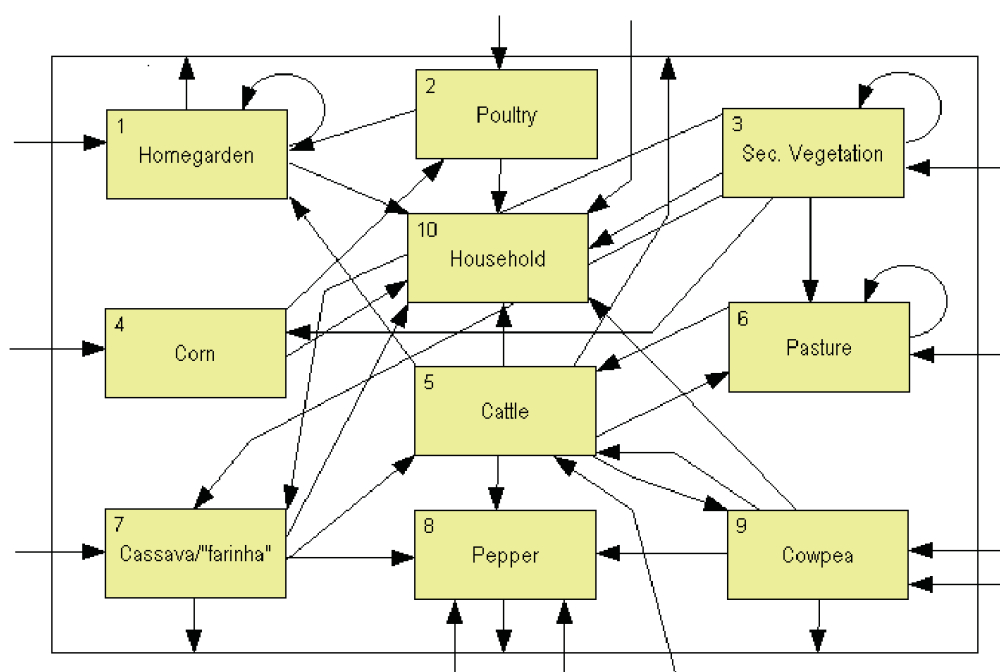 1
Homegarden
2
Poultry
3
Sec. Vegetation
10
Household
4
Corn
5
Cattle
6
Pasture
7
Cassava/"farinha"
8
Pepper
9
Cowpea